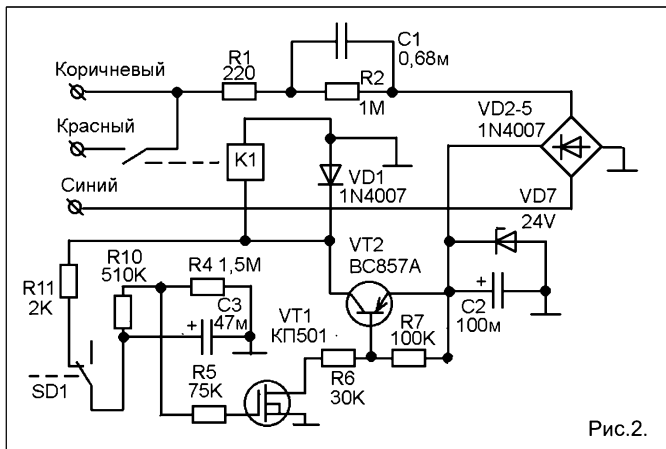 C1
0,68м
R1
220
R2
1М
Коричневый
Красный
Синий
K1
VD1
1N4007
VD2-5
1N4007
VD7
24V
VT2
BC857A
R11
2K
R10
510K
R4 1,5М
C3
47м
VT1
КП501
R7
100K
+
C2
100м
+
SD1
R5
75K
R6
30K
Рис.2.